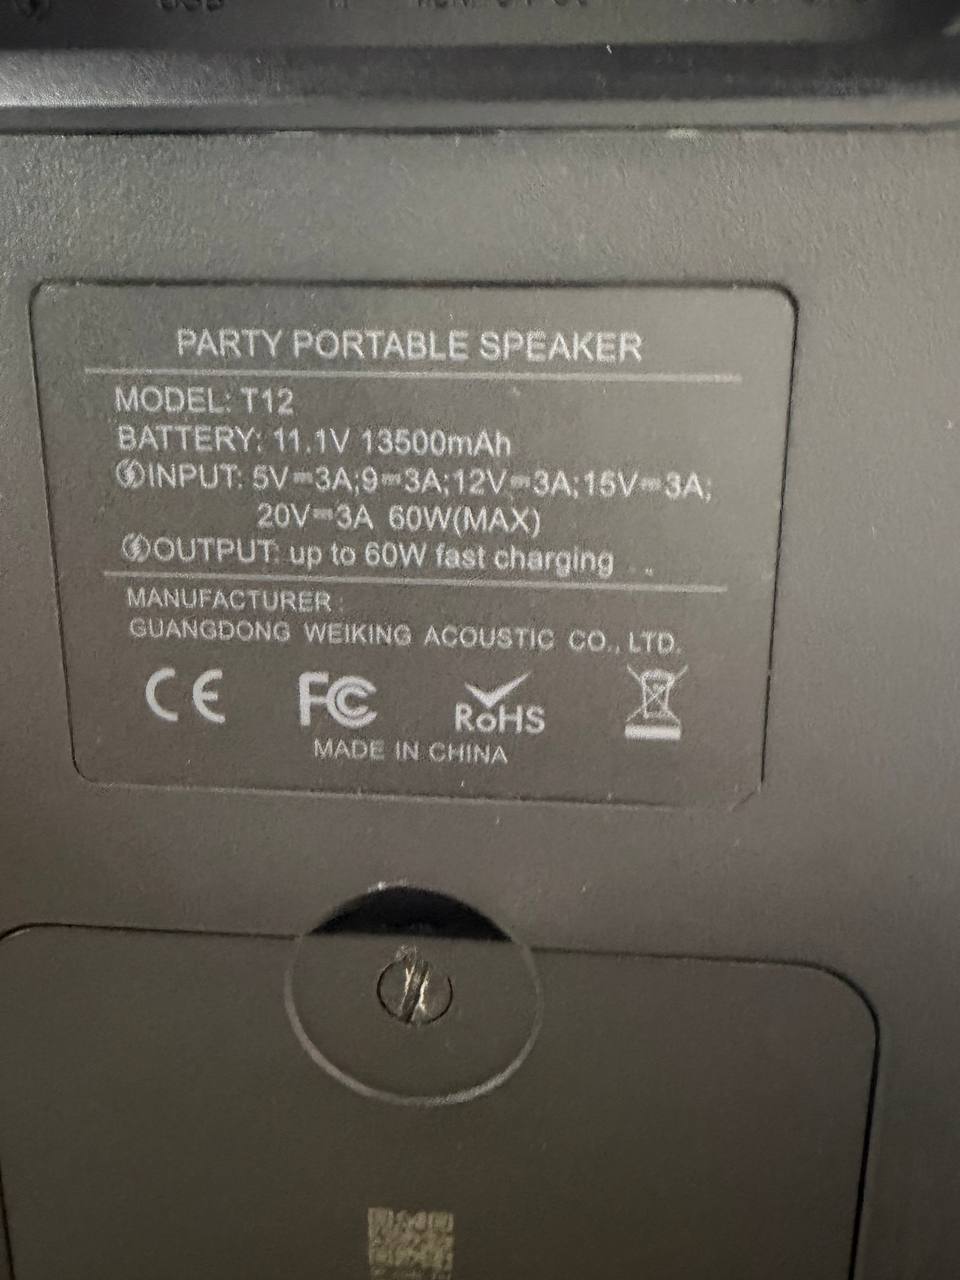 USB
PARTY PORTABLE SPEAKER
MODEL: T12
BATTERY: 11.1V 13500mAh
INPUT: 5V⎓3A;9⎓3A;12V⎓3A;15V⎓3A;
20V⎓3A 60W(MAX)
OUTPUT: up to 60W fast charging
MANUFACTURER :
GUANGDONG WEIKING ACOUSTIC CO., LTD.
CE FC RoHS
MADE IN CHINA